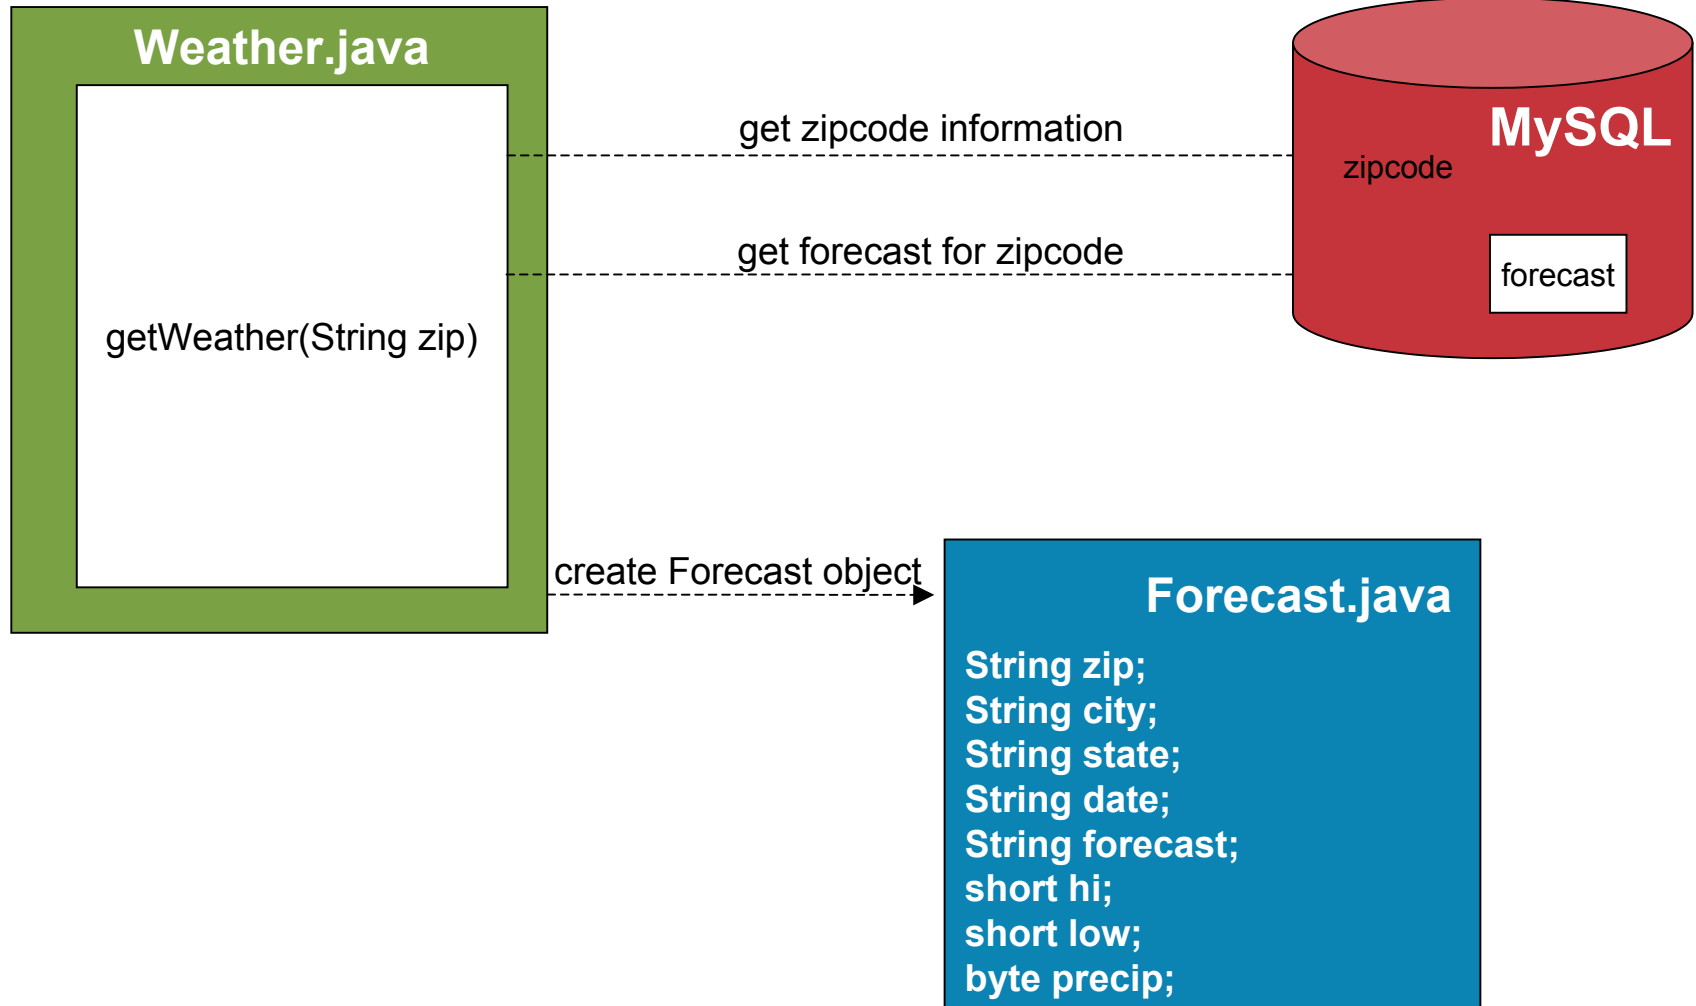 Weather.java
getWeather(String zip)
get zipcode information
get forecast for zipcode
MySQL
zipcode
forecast
create Forecast object
Forecast.java
String zip;
String city;
String state;
String date;
String forecast;
short hi;
short low;
byte precip;